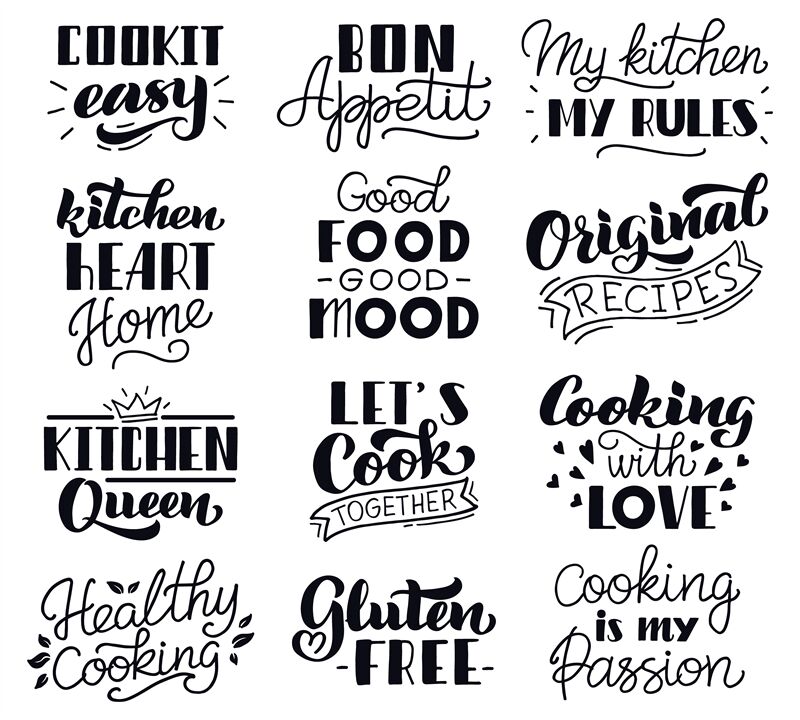 COOKIT
easy
BON
Appetit
My kitchen
MY RULES
kitchen
hEART
Home
Good
FOOD
-GOOD-
mOOD
Original
RECIPES
KITCHEN
Queen
LET'S
Cook
TOGETHER
Cooking
with
LOVE
Healthy
Cooking
Gluten
-FREE-
Cooking
is my
Passion